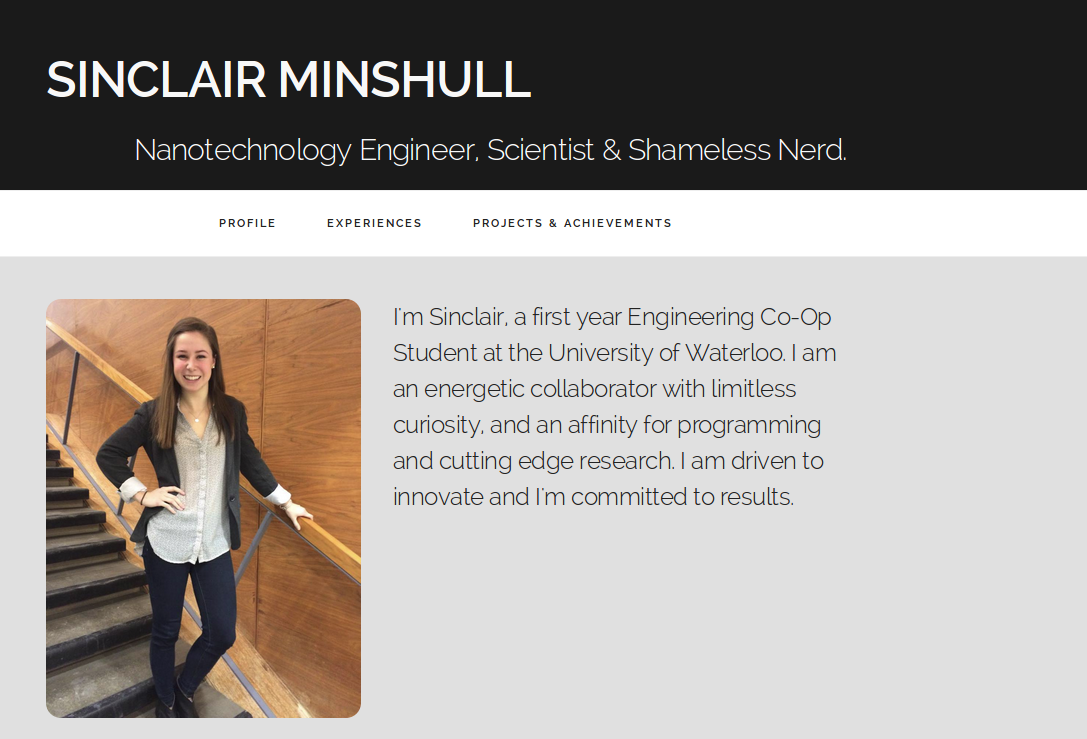 SINCLAIR MINSHULL
Nanotechnology Engineer, Scientist & Shameless Nerd.
PROFILE EXPERIENCES PROJECTS & ACHIEVEMENTS
I'm Sinclair, a first year Engineering Co-Op
Student at the University of Waterloo. I am
an energetic collaborator with limitless
curiosity, and an affinity for programming
and cutting edge research. I am driven to
innovate and I'm committed to results.